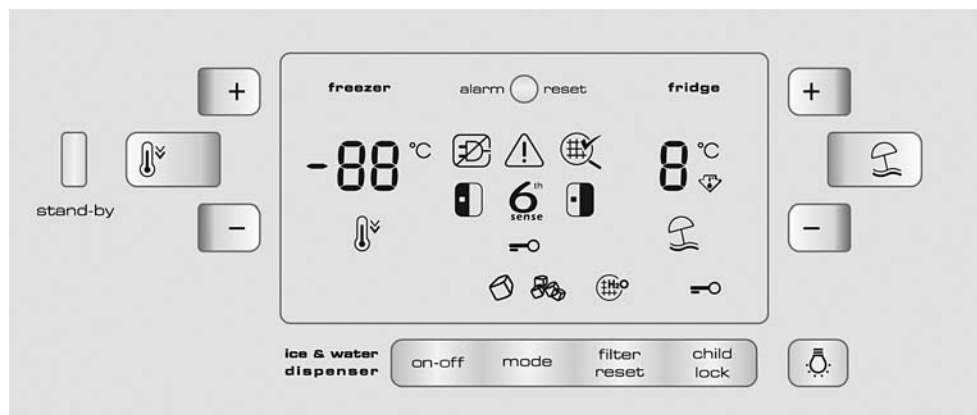 freezer
alarm reset
fridge
+
+
-88 °C
8 °C
stand-by
6th
sense
-
-
H2O
ice & water
dispenser
on-off
mode
filter
reset
child
lock